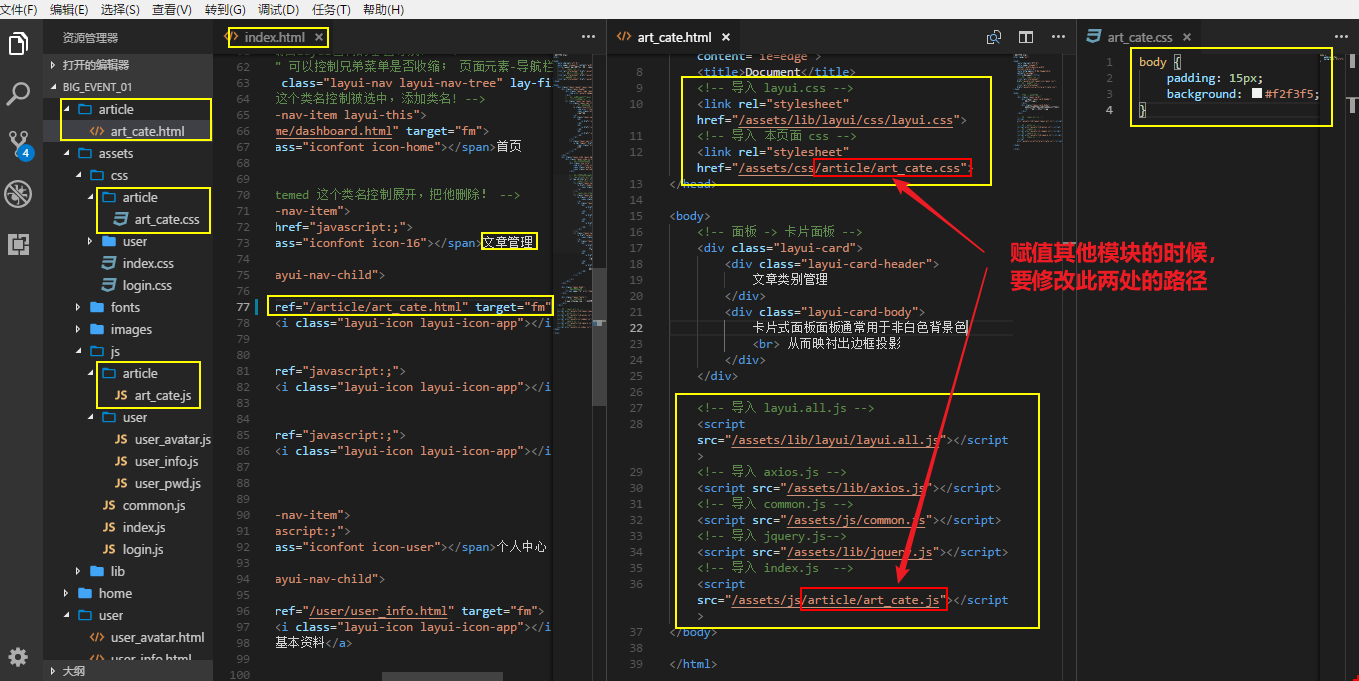 文件(F) 编辑(E) 选择(S) 查看(V) 转到(G) 调试(D) 任务(T) 帮助(H)
资源管理器
打开的编辑器
BIG_EVENT_01
article
<> art_cate.html
assets
css
article
art_cate.css
user
index.css
login.css
fonts
images
js
article
JS art_cate.js
user
JS user_avatar.js
JS user_info.js
JS user_pwd.js
JS common.js
JS index.js
JS login.js
lib
home
user
<> user_avatar.html
<> user_info.html
大纲
4
<> index.html ×
62 " 可以控制兄弟菜单是否收缩; 页面元素-导航栏
63 class="layui-nav layui-nav-tree" lay-fi
64 这个类名控制被选中，添加类名! -->
65 -nav-item layui-this">
66 me/dashboard.html" target="fm">
67 ass="iconfont icon-home"></span>首页
68
69
70 temed 这个类名控制展开，把他删除! -->
71 -nav-item">
72 href="javascript:;">
73 ass="iconfont icon-16"></span>文章管理
74
75 ayui-nav-child">
76
77 ref="/article/art_cate.html" target="fm"
78 <i class="layui-icon layui-icon-app"></i
79
80
81 ref="javascript:;">
82 <i class="layui-icon layui-icon-app"></i
83
84
85 ref="javascript:;">
86 <i class="layui-icon layui-icon-app"></i
87
88
89
90 -nav-item">
91 ascript:;">
92 ass="iconfont icon-user"></span>个人中心
93
94 ayui-nav-child">
95
96 ref="/user/user_info.html" target="fm">
97 <i class="layui-icon layui-icon-app"></i
98 基本资料</a>
99
100
<> art_cate.html ×
content="ie=edge">
8 <title>Document</title>
9 <!-- 导入 layui.css -->
10 <link rel="stylesheet"
href="/assets/lib/layui/css/layui.css">
11 <!-- 导入 本页面 css -->
12 <link rel="stylesheet"
href="/assets/css/article/art_cate.css">
13 </head>
14
15 <body>
16 <!-- 面板 -> 卡片面板 -->
17 <div class="layui-card">
18 <div class="layui-card-header">
19 文章类别管理
20 </div>
21 <div class="layui-card-body">
22 卡片式面板面板通常用于非白色背景色
23 <br> 从而映衬出边框投影
24 </div>
25 </div>
26
27 <!-- 导入 layui.all.js -->
28 <script
src="/assets/lib/layui/layui.all.js"></script
>
29 <!-- 导入 axios.js -->
30 <script src="/assets/lib/axios.js"></script>
31 <!-- 导入 common.js -->
32 <script src="/assets/js/common.js"></script>
33 <!-- 导入 jquery.js-->
34 <script src="/assets/lib/jquery.js"></script>
35 <!-- 导入 index.js  -->
36 <script
src="/assets/js/article/art_cate.js"></script
>
37 </body>
38
39 </html>
art_cate.css ×
1 body {
2 padding: 15px;
3 background: #f2f3f5;
4 }
赋值其他模块的时候，
要修改此两处的路径